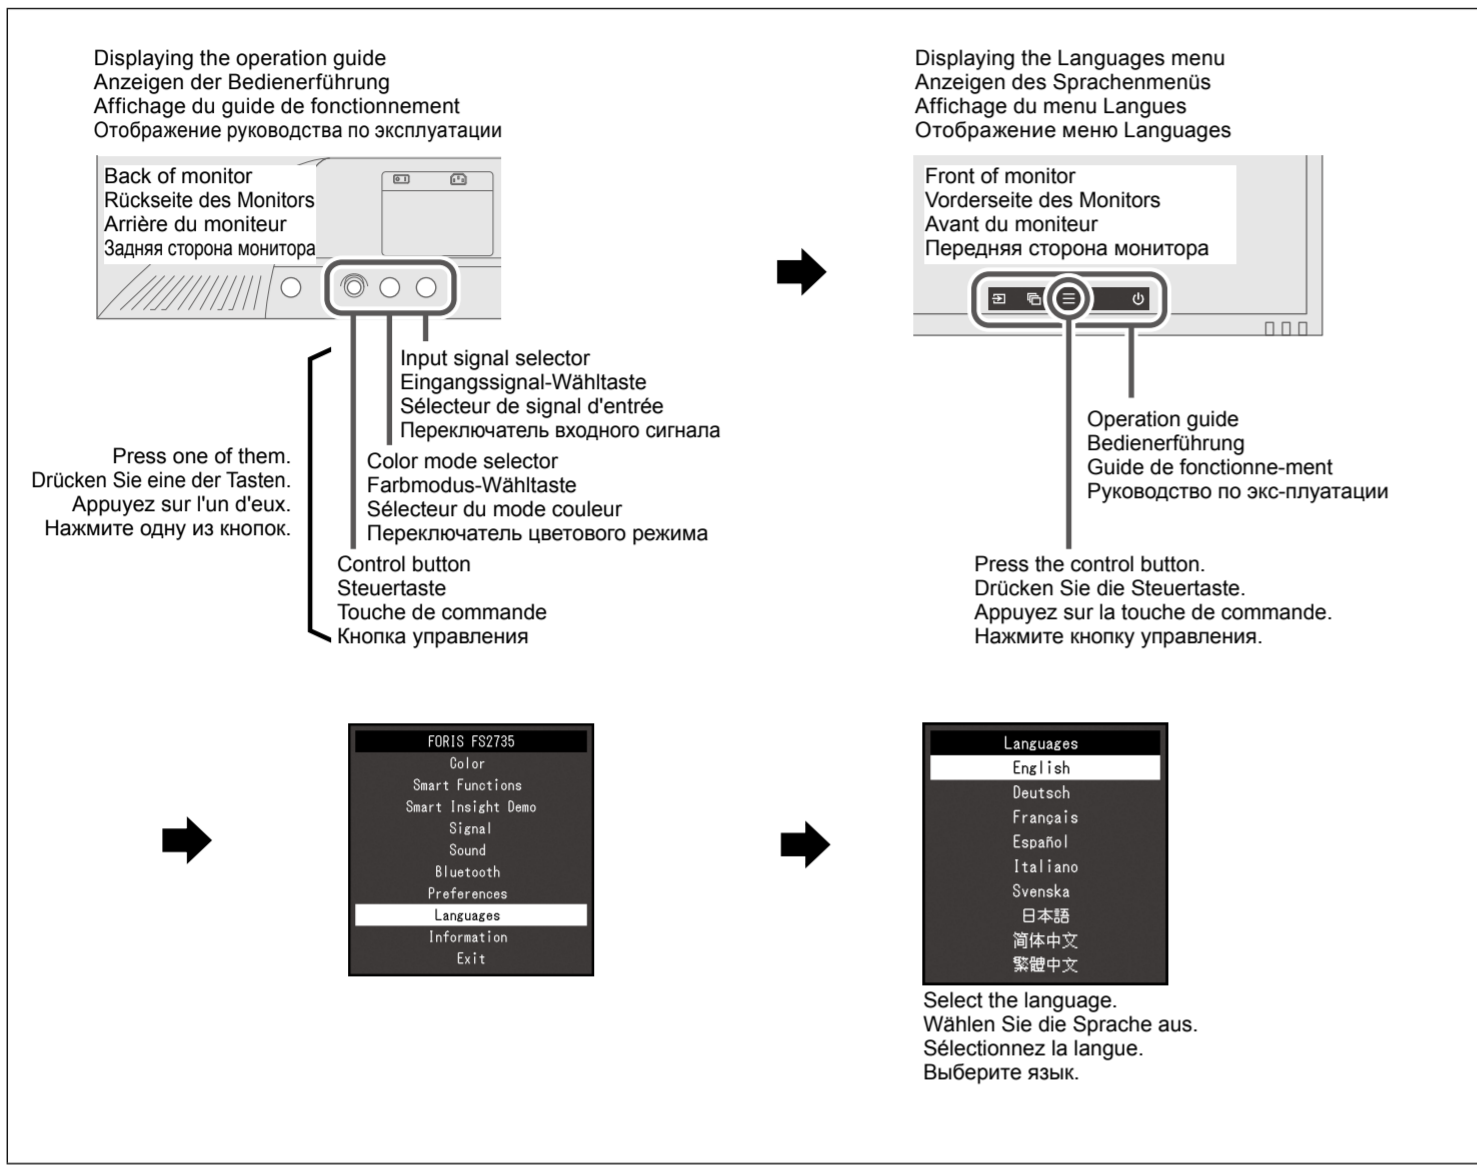 Displaying the operation guide
Anzeigen der Bedienerführung
Affichage du guide de fonctionnement
Отображение руководства по эксплуатации
Back of monitor
Rückseite des Monitors
Arrière du moniteur
Задняя сторона монитора
Input signal selector
Eingangssignal-Wähltaste
Sélecteur de signal d'entrée
Переключатель входного сигнала
Press one of them.
Drücken Sie eine der Tasten.
Appuyez sur l'un d'eux.
Нажмите одну из кнопок.
Color mode selector
Farbmodus-Wähltaste
Sélecteur du mode couleur
Переключатель цветового режима
Control button
Steuertaste
Touche de commande
Кнопка управления
Displaying the Languages menu
Anzeigen des Sprachenmenüs
Affichage du menu Langues
Отображение меню Languages
Front of monitor
Vorderseite des Monitors
Avant du moniteur
Передняя сторона монитора
Operation guide
Bedienerführung
Guide de fonctionne-ment
Руководство по экс-плуатации
Press the control button.
Drücken Sie die Steuertaste.
Appuyez sur la touche de commande.
Нажмите кнопку управления.
FORIS FS2735
Color
Smart Functions
Smart Insight Demo
Signal
Sound
Bluetooth
Preferences
Languages
Information
Exit
Languages
English
Deutsch
Français
Español
Italiano
Svenska
日本語
简体中文
繁體中文
Select the language.
Wählen Sie die Sprache aus.
Sélectionnez la langue.
Выберите язык.